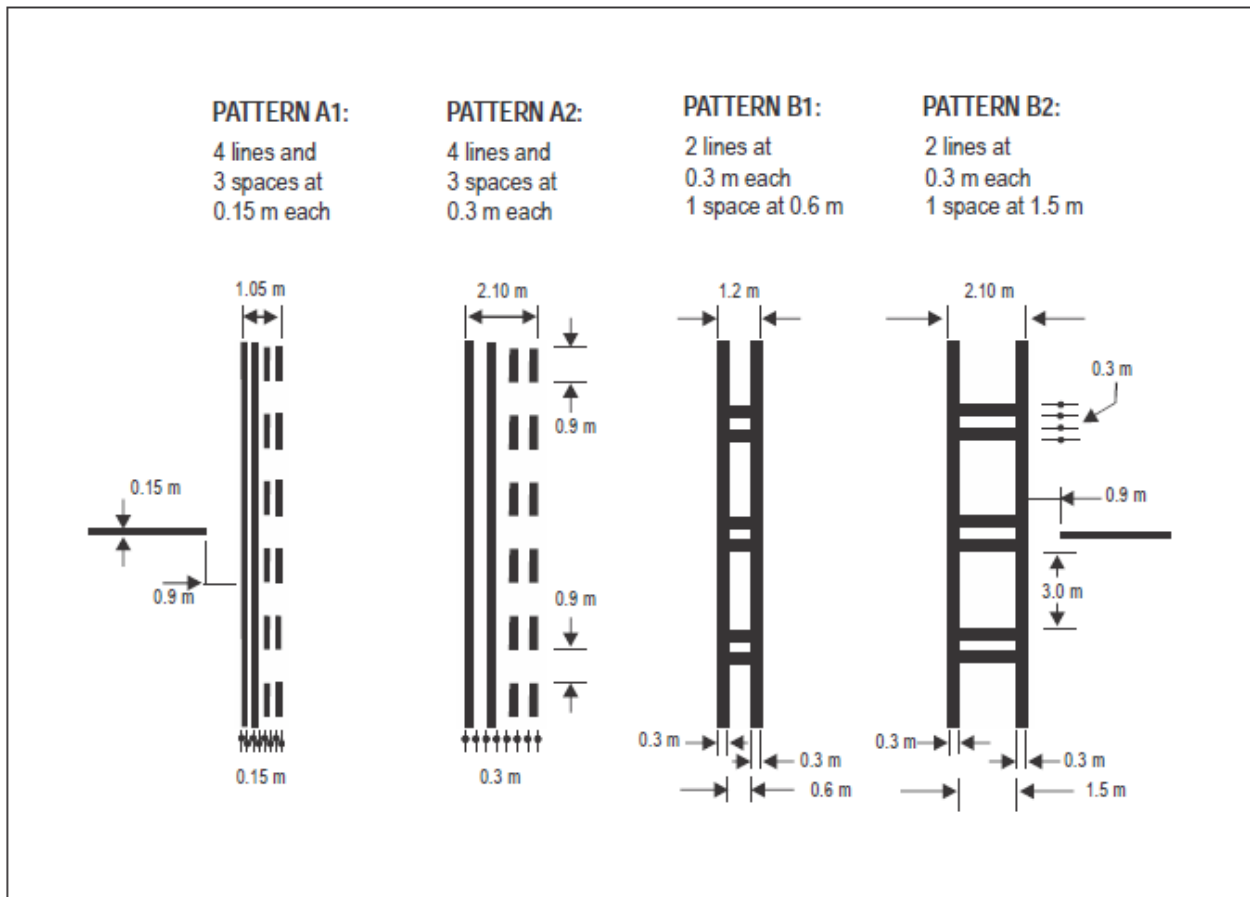 PATTERN A1:
4 lines and
3 spaces at
0.15 m each
PATTERN A2:
4 lines and
3 spaces at
0.3 m each
PATTERN B1:
2 lines at
0.3 m each
1 space at 0.6 m
PATTERN B2:
2 lines at
0.3 m each
1 space at 1.5 m
1.05 m
2.10 m
1.2 m
2.10 m
0.3 m
0.9 m
0.15 m
0.9 m
0.9 m
0.9 m
3.0 m
0.3 m
0.3 m
0.3 m
0.3 m
0.15 m
0.3 m
0.6 m
1.5 m